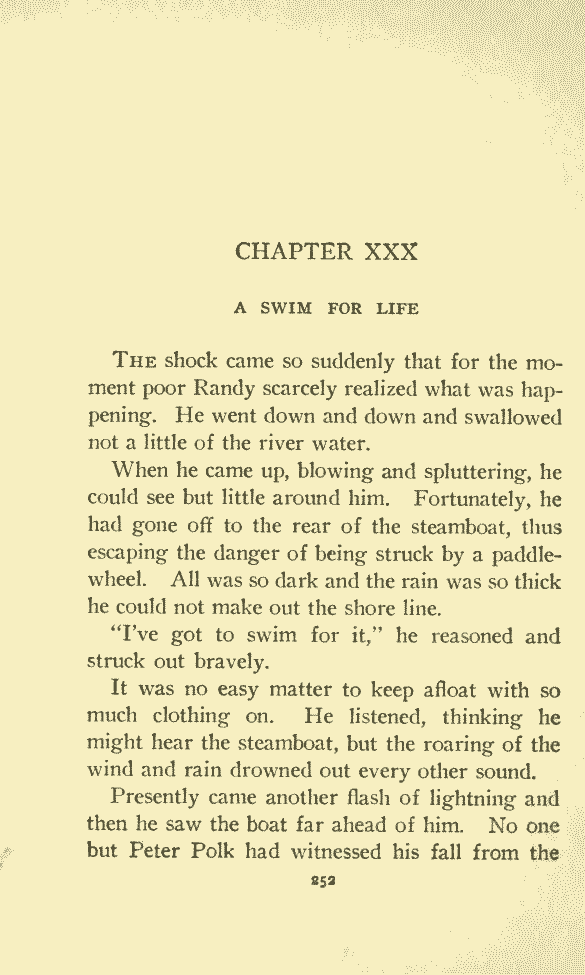 CHAPTER XXX
A SWIM FOR LIFE
THE shock came so suddenly that for the mo-
ment poor Randy scarcely realized what was hap-
pening. He went down and down and swallowed
not a little of the river water.
When he came up, blowing and spluttering, he
could see but little around him. Fortunately, he
had gone off to the rear of the steamboat, thus
escaping the danger of being struck by a paddle-
wheel. All was so dark and the rain was so thick
he could not make out the shore line.
"I've got to swim for it," he reasoned and
struck out bravely.
It was no easy matter to keep afloat with so
much clothing on. He listened, thinking he
might hear the steamboat, but the roaring of the
wind and rain drowned out every other sound.
Presently came another flash of lightning and
then he saw the boat far ahead of him. No one
but Peter Polk had witnessed his fall from the
252